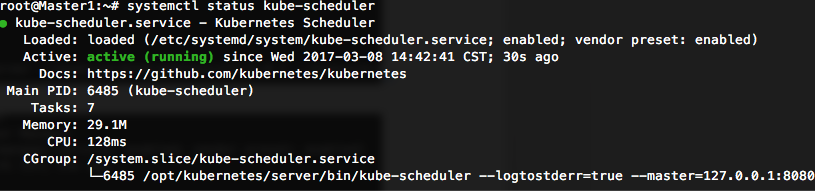 root@Master1:~# systemctl status kube-scheduler
● kube-scheduler.service - Kubernetes Scheduler
Loaded: loaded (/etc/systemd/system/kube-scheduler.service; enabled; vendor preset: enabled)
Active: active (running) since Wed 2017-03-08 14:42:41 CST; 30s ago
Docs: https://github.com/kubernetes/kubernetes
Main PID: 6485 (kube-scheduler)
Tasks: 7
Memory: 29.1M
CPU: 128ms
CGroup: /system.slice/kube-scheduler.service
└─6485 /opt/kubernetes/server/bin/kube-scheduler --logtostderr=true --master=127.0.0.1:8080